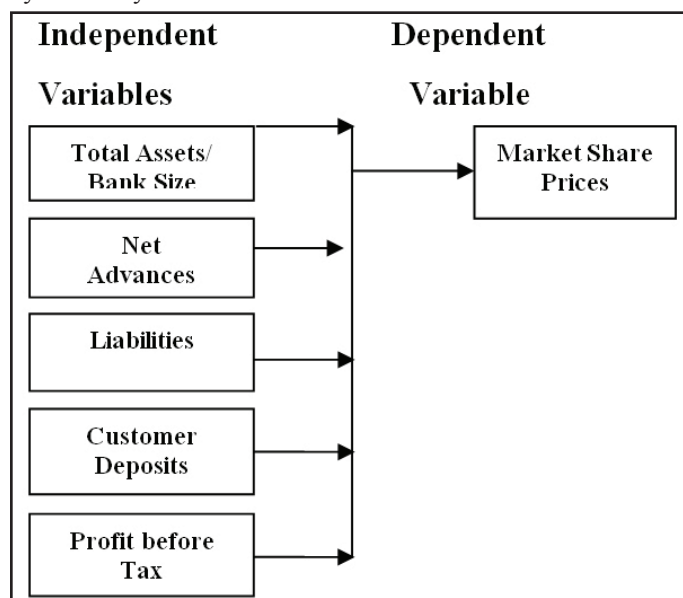 Independent Dependent
Variables Variable
Total Assets/
Bank Size
Market Share
Prices
Net
Advances
Liabilities
Customer
Deposits
Profit before
Tax